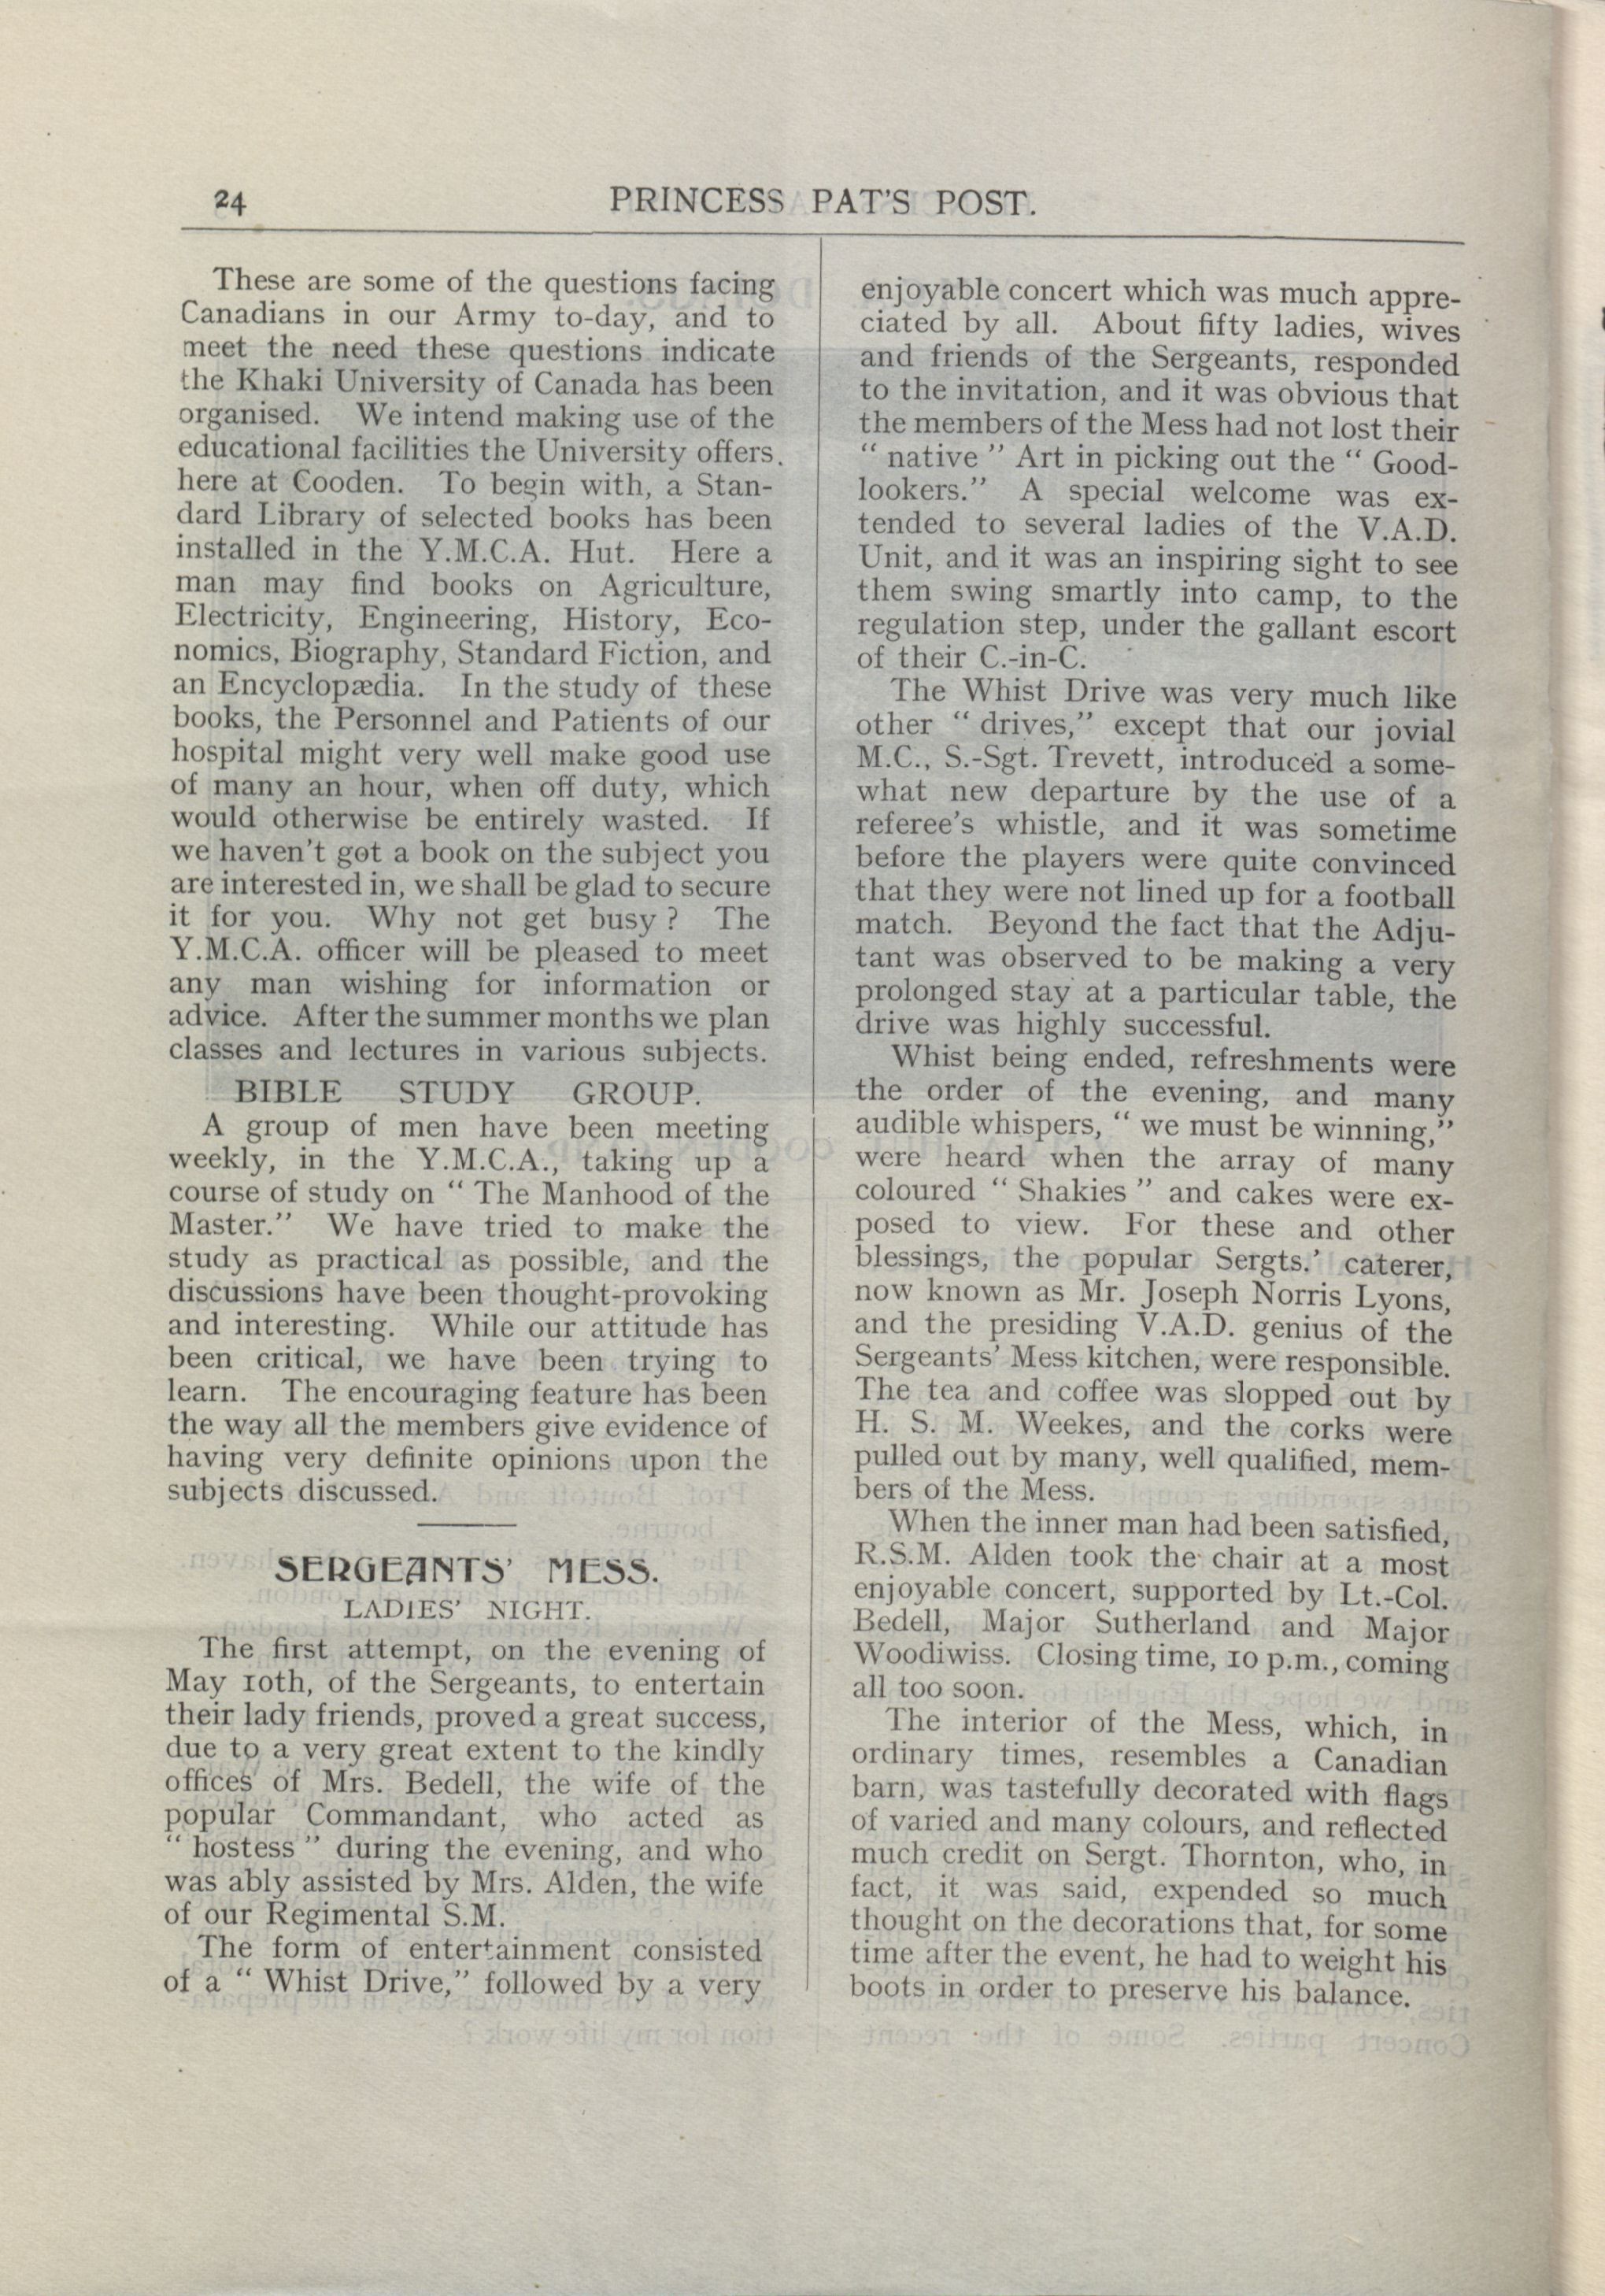 24
PRINCESS PAT'S POST.
These are some of the questions facing
Canadians in our Army to-day, and to
meet the need these questions indicate
the Khaki University of Canada has been
organised. We intend making use of the
educational facilities the University offers.
here at Cooden. To begin with, a Stan-
dard Library of selected books has been
installed in the Y.M.C.A. Hut. Here a
man may find books on Agriculture,
Electricity, Engineering, History, Eco-
nomics, Biography, Standard Fiction, and
an Encyclopædia. In the study of these
books, the Personnel and Patients of our
hospital might very well make good use
of many an hour, when off duty, which
would otherwise be entirely wasted. If
we haven't got a book on the subject you
are interested in, we shall be glad to secure
it for you. Why not get busy ? The
Y.M.C.A. officer will be pleased to meet
any man wishing for information or
advice. After the summer months we plan
classes and lectures in various subjects.
BIBLE STUDY GROUP.
A group of men have been meeting
weekly, in the Y.M.C.A., taking up a
course of study on " The Manhood of the
Master." We have tried to make the
study as practical as possible, and the
discussions have been thought-provoking
and interesting. While our attitude has
been critical, we have been trying to
learn. The encouraging feature has been
the way all the members give evidence of
having very definite opinions upon the
subjects discussed.
SERGEANTS' MESS.
LADIES' NIGHT.
The first attempt, on the evening of
May 10th, of the Sergeants, to entertain
their lady friends, proved a great success,
due to a very great extent to the kindly
offices of Mrs. Bedell, the wife of the
popular Commandant, who acted as
" hostess " during the evening, and who
was ably assisted by Mrs. Alden, the wife
of our Regimental S.M.
The form of entertainment consisted
of a " Whist Drive," followed by a very
enjoyable concert which was much appre-
ciated by all. About fifty ladies, wives
and friends of the Sergeants, responded
to the invitation, and it was obvious that
the members of the Mess had not lost their
" native " Art in picking out the " Good-
lookers." A special welcome was ex-
tended to several ladies of the V.A.D.
Unit, and it was an inspiring sight to see
them swing smartly into camp, to the
regulation step, under the gallant escort
of their C.-in-C.
The Whist Drive was very much like
other " drives," except that our jovial
M.C., S.-Sgt. Trevett, introduced a some-
what new departure by the use of a
referee's whistle, and it was sometime
before the players were quite convinced
that they were not lined up for a football
match. Beyond the fact that the Adju-
tant was observed to be making a very
prolonged stay at a particular table, the
drive was highly successful.
Whist being ended, refreshments were
the order of the evening, and many
audible whispers, " we must be winning,"
were heard when the array of many
coloured " Shakies " and cakes were ex-
posed to view. For these and other
blessings, the popular Sergts.' caterer,
now known as Mr. Joseph Norris Lyons,
and the presiding V.A.D. genius of the
Sergeants' Mess kitchen, were responsible.
The tea and coffee was slopped out by
H. S. M. Weekes, and the corks were
pulled out by many, well qualified, mem-
bers of the Mess.
When the inner man had been satisfied,
R.S.M. Alden took the chair at a most
enjoyable concert, supported by Lt.-Col.
Bedell, Major Sutherland and Major
Woodiwiss. Closing time, 10 p.m., coming
all too soon.
The interior of the Mess, which, in
ordinary times, resembles a Canadian
barn, was tastefully decorated with flags
of varied and many colours, and reflected
much credit on Sergt. Thornton, who, in
fact, it was said, expended so much
thought on the decorations that, for some
time after the event, he had to weight his
boots in order to preserve his balance.